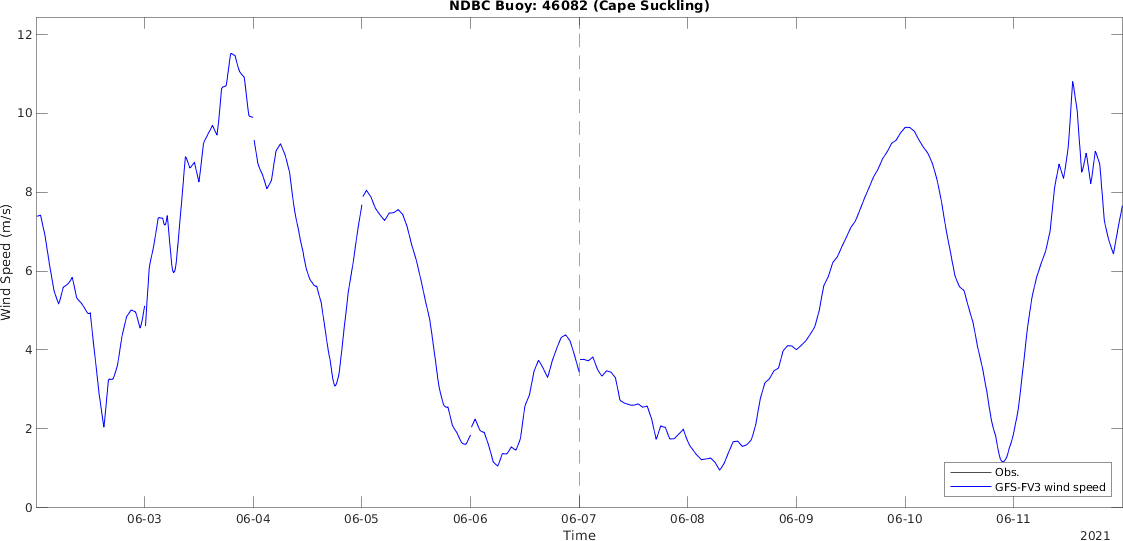 NDBC Buoy: 46082 (Cape Suckling)
Wind Speed (m/s)
12
10
8
6
4
2
0
Obs.
GFS-FV3 wind speed
06-03 06-04 06-05 06-06 06-07 06-08 06-09 06-10 06-11
Time
2021